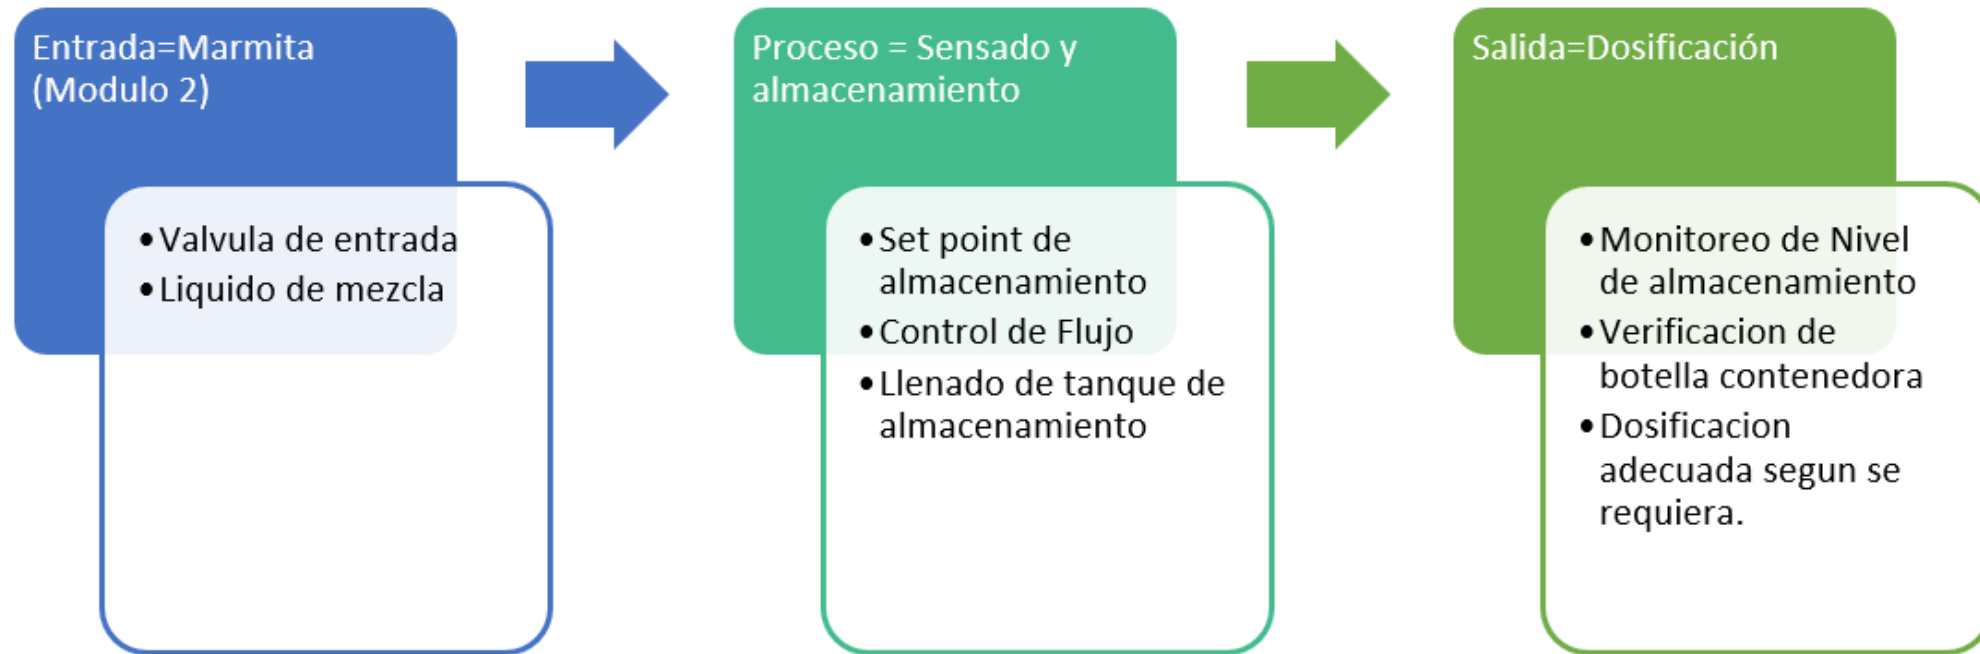 Entrada=Marmita
(Modulo 2)
•Valvula de entrada
•Liquido de mezcla
Proceso = Sensado y
almacenamiento
•Set point de
almacenamiento
•Control de Flujo
•Llenado de tanque de
almacenamiento
Salida=Dosificación
•Monitoreo de Nivel
de almacenamiento
•Verificacion de
botella contenedora
•Dosificacion
adecuada segun se
requiera.